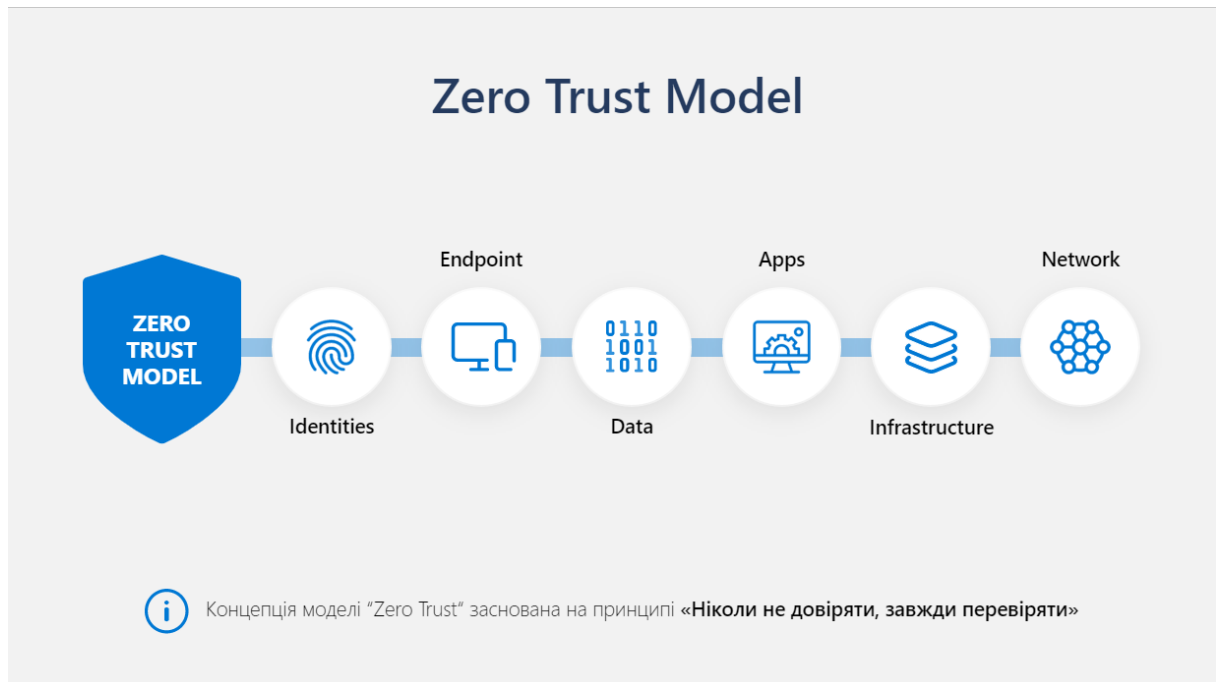 Zero Trust Model
ZERO
TRUST
MODEL
Identities
Endpoint
0110
1001
1010
Data
Apps
Infrastructure
Network
Концепція моделі “Zero Trust“ заснована на принципі «Ніколи не довіряти, завжди перевіряти»